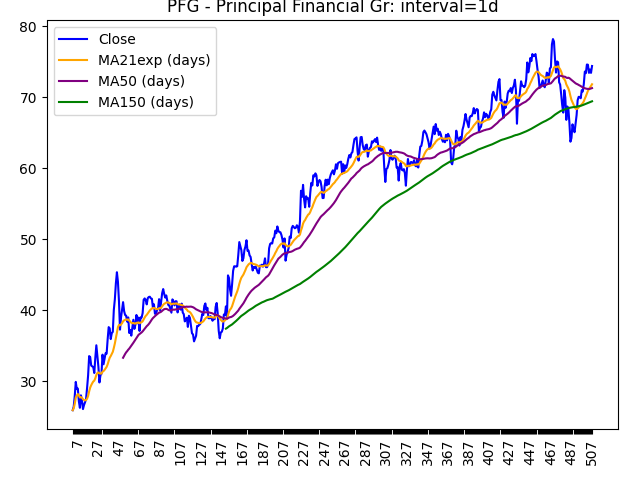 PFG - Principal Financial Gr: interval=1d
Close
MA21exp (days)
MA50 (days)
MA150 (days)
80
70
60
50
40
30
7 27 47 67 87 107 127 147 167 187 207 227 247 267 287 307 327 347 367 387 407 427 447 467 487 507